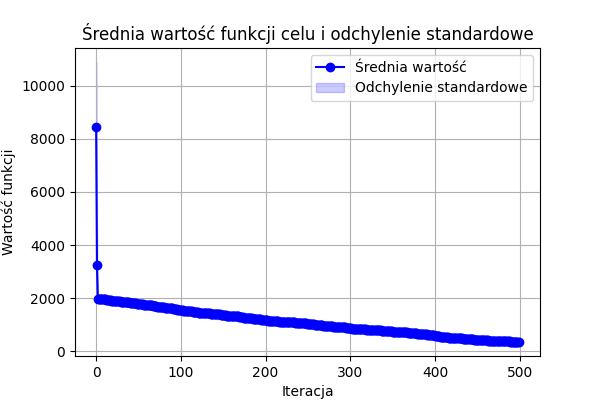 Średnia wartość funkcji celu i odchylenie standardowe
Średnia wartość
Odchylenie standardowe
Wartość funkcji
10000
8000
6000
4000
2000
0
0 100 200 300 400 500
Iteracja